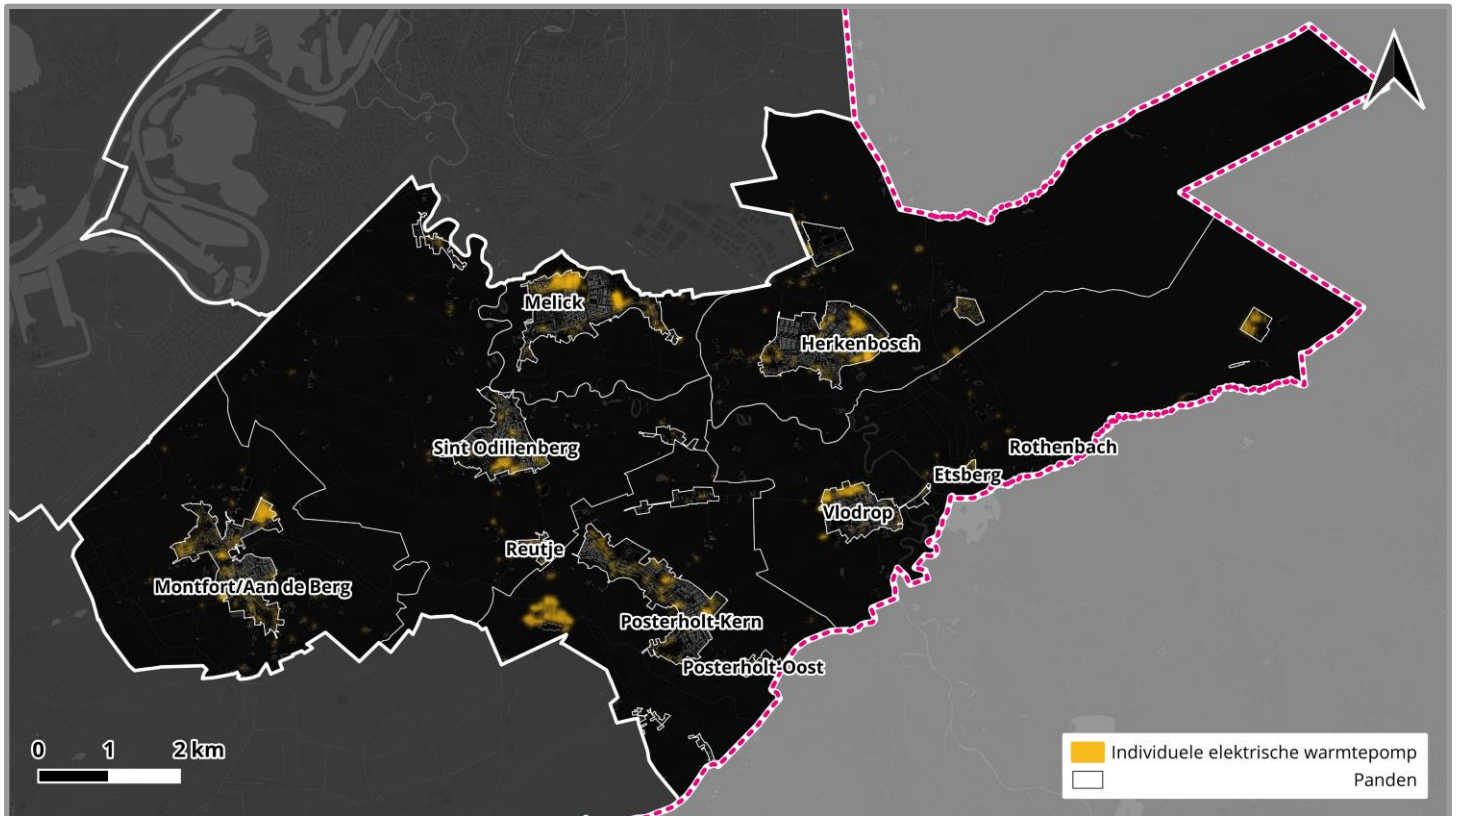 Melick
Herkenbosch
Sint Odilienberg
Rothenbach
Etsberg
Vlodrop
Reutje
Montfort/Aan de Berg
Posterholt-Kern
Posterholt-Oost
0 1 2 km
Individuele elektrische warmtepomp
Panden